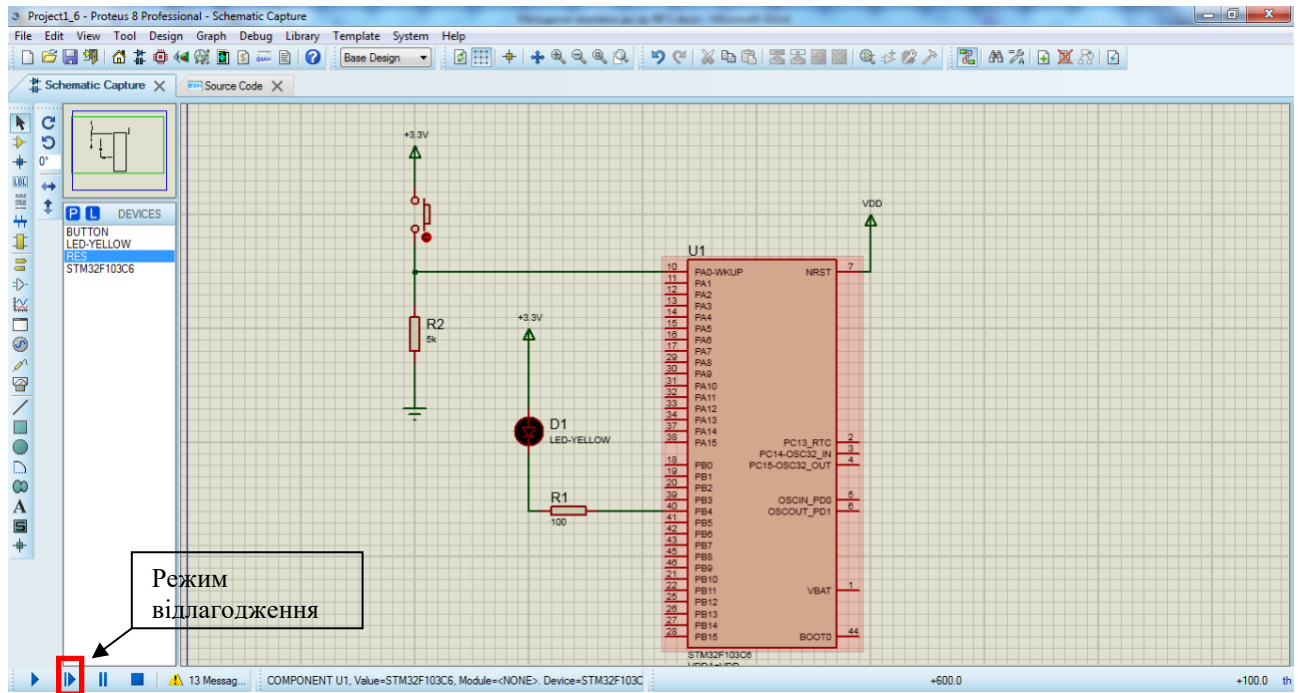 Project1_6 - Proteus 8 Professional - Schematic Capture
File Edit View Tool Design Graph Debug Library Template System Help
Base Design
Schematic Capture
Source Code
0°
LBL
P L DEVICES
BUTTON
LED-YELLOW
RES
STM32F103C6
A
S
+3.3V
R2
5k
+3.3V
D1
LED-YELLOW
R1
100
VDD
U1
10 PA0-WKUP NRST 7
11 PA1
12 PA2
13 PA3
14 PA4
15 PA5
16 PA6
17 PA7
29 PA8
30 PA9
31 PA10
32 PA11
33 PA12
34 PA13
37 PA14
38 PA15 PC13_RTC 2
PC14-OSC32_IN 3
18 PB0 PC15-OSC32_OUT 4
19 PB1
20 PB2
39 PB3 OSCIN_PD0 5
40 PB4 OSCOUT_PD1 6
41 PB5
42 PB6
43 PB7
45 PB8
46 PB9
21 PB10
22 PB11 VBAT 1
25 PB12
26 PB13
27 PB14
28 PB15 BOOT0 44
STM32F103C6
VDDA=VDD
Режим
відлагодження
13 Messag... COMPONENT U1, Value=STM32F103C6, Module=<NONE>. Device=STM32F103C +600.0 +100.0 th